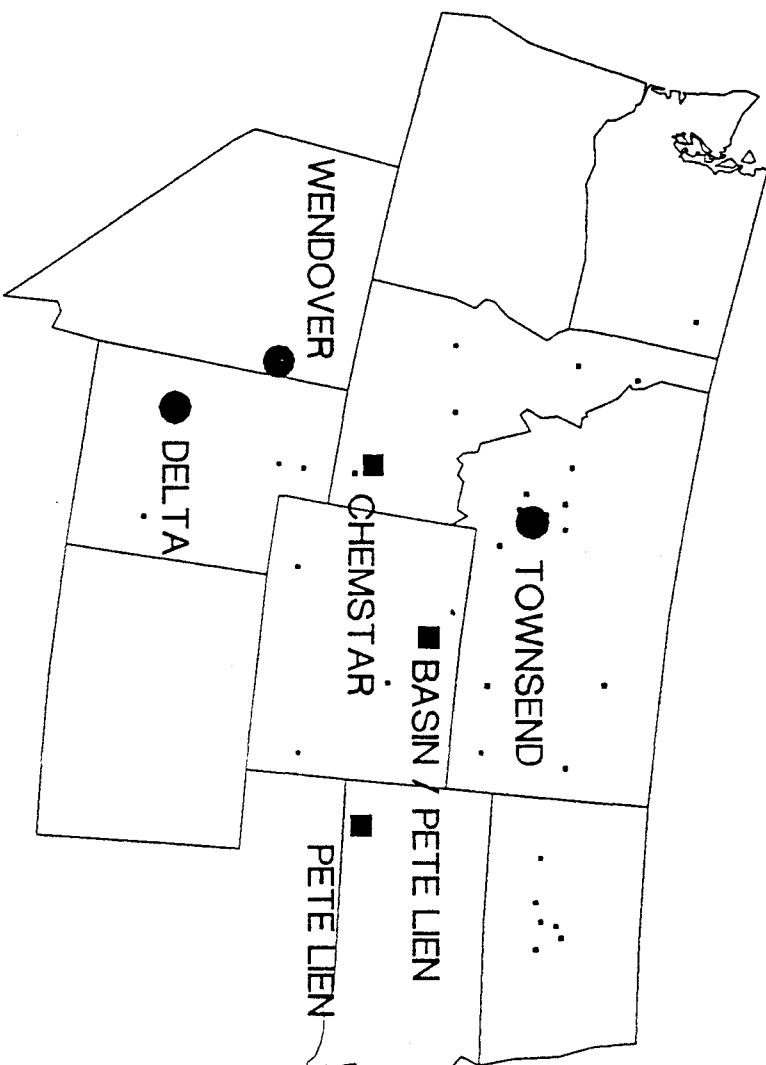 TOWNSEND
BASIN / PETE LIEN
CHEMSTAR
WENDOVER
PETE LIEN
DELTA